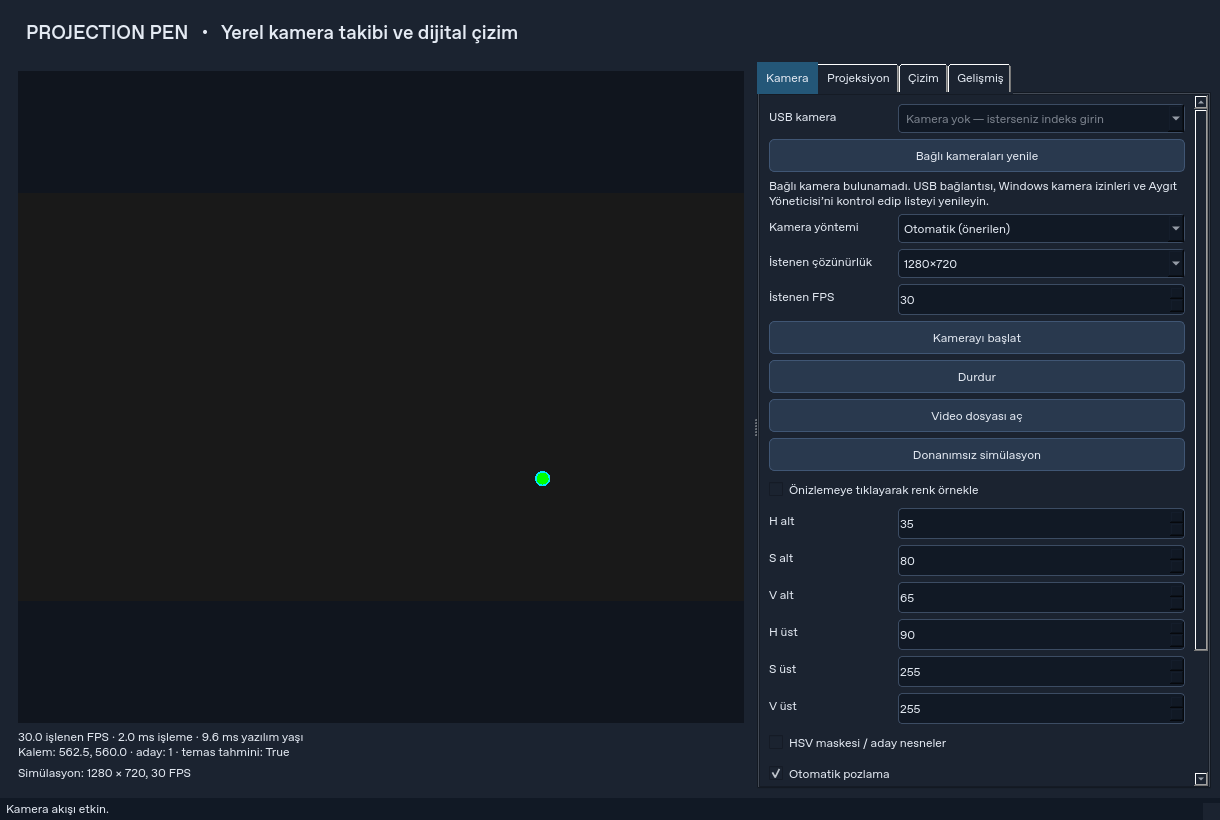 PROJECTION PEN • Yerel kamera takibi ve dijital çizim
Kamera
Projeksiyon
Çizim
Gelişmiş
USB kamera
Kamera yok — isterseniz indeks girin
Bağlı kameraları yenile
Bağlı kamera bulunamadı. USB bağlantısı, Windows kamera izinleri ve Aygıt
Yöneticisi'ni kontrol edip listeyi yenileyin.
Kamera yöntemi
Otomatik (önerilen)
İstenen çözünürlük
1280×720
İstenen FPS
30
Kamerayı başlat
Durdur
Video dosyası aç
Donanımsız simülasyon
Önizlemeye tıklayarak renk örnekle
H alt
35
S alt
80
V alt
65
H üst
90
S üst
255
V üst
255
HSV maskesi / aday nesneler
Otomatik pozlama
30.0 işlenen FPS · 2.0 ms işleme · 9.6 ms yazılım yaşı
Kalem: 562.5, 560.0 · aday: 1 · temas tahmini: True
Simülasyon: 1280 × 720, 30 FPS
Kamera akışı etkin.